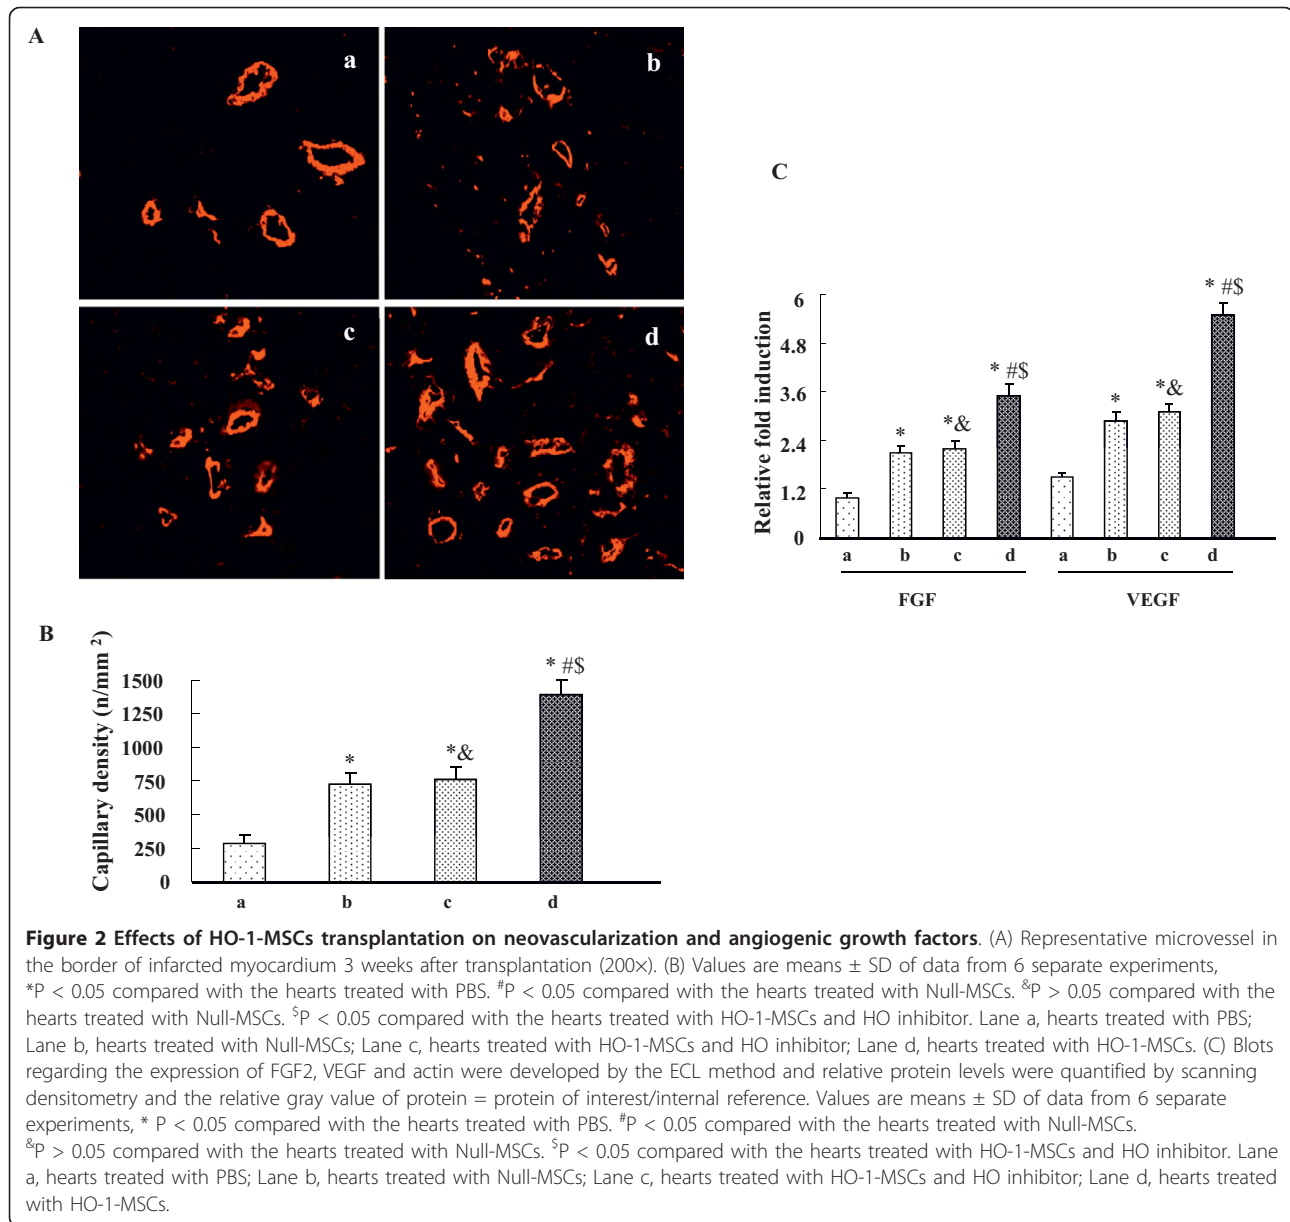 A
a
b
c
d
C
Relative fold induction
6
4.8
3.6
2.4
1.2
0
*
*&
* #$
*
*&
* #$
a
b
c
d
a
b
c
d
FGF
VEGF
B
Capillary density (n/mm ²)
1500
1250
1000
750
500
250
0
*
*&
* #$
a
b
c
d
Figure 2 Effects of HO-1-MSCs transplantation on neovascularization and angiogenic growth factors. (A) Representative microvessel in
the border of infarcted myocardium 3 weeks after transplantation (200×). (B) Values are means ± SD of data from 6 separate experiments,
*P < 0.05 compared with the hearts treated with PBS. #P < 0.05 compared with the hearts treated with Null-MSCs. &P > 0.05 compared with the
hearts treated with Null-MSCs. $P < 0.05 compared with the hearts treated with HO-1-MSCs and HO inhibitor. Lane a, hearts treated with PBS;
Lane b, hearts treated with Null-MSCs; Lane c, hearts treated with HO-1-MSCs and HO inhibitor; Lane d, hearts treated with HO-1-MSCs. (C) Blots
regarding the expression of FGF2, VEGF and actin were developed by the ECL method and relative protein levels were quantified by scanning
densitometry and the relative gray value of protein = protein of interest/internal reference. Values are means ± SD of data from 6 separate
experiments, * P < 0.05 compared with the hearts treated with PBS. #P < 0.05 compared with the hearts treated with Null-MSCs.
&P > 0.05 compared with the hearts treated with Null-MSCs. $P < 0.05 compared with the hearts treated with HO-1-MSCs and HO inhibitor. Lane
a, hearts treated with PBS; Lane b, hearts treated with Null-MSCs; Lane c, hearts treated with HO-1-MSCs and HO inhibitor; Lane d, hearts treated
with HO-1-MSCs.